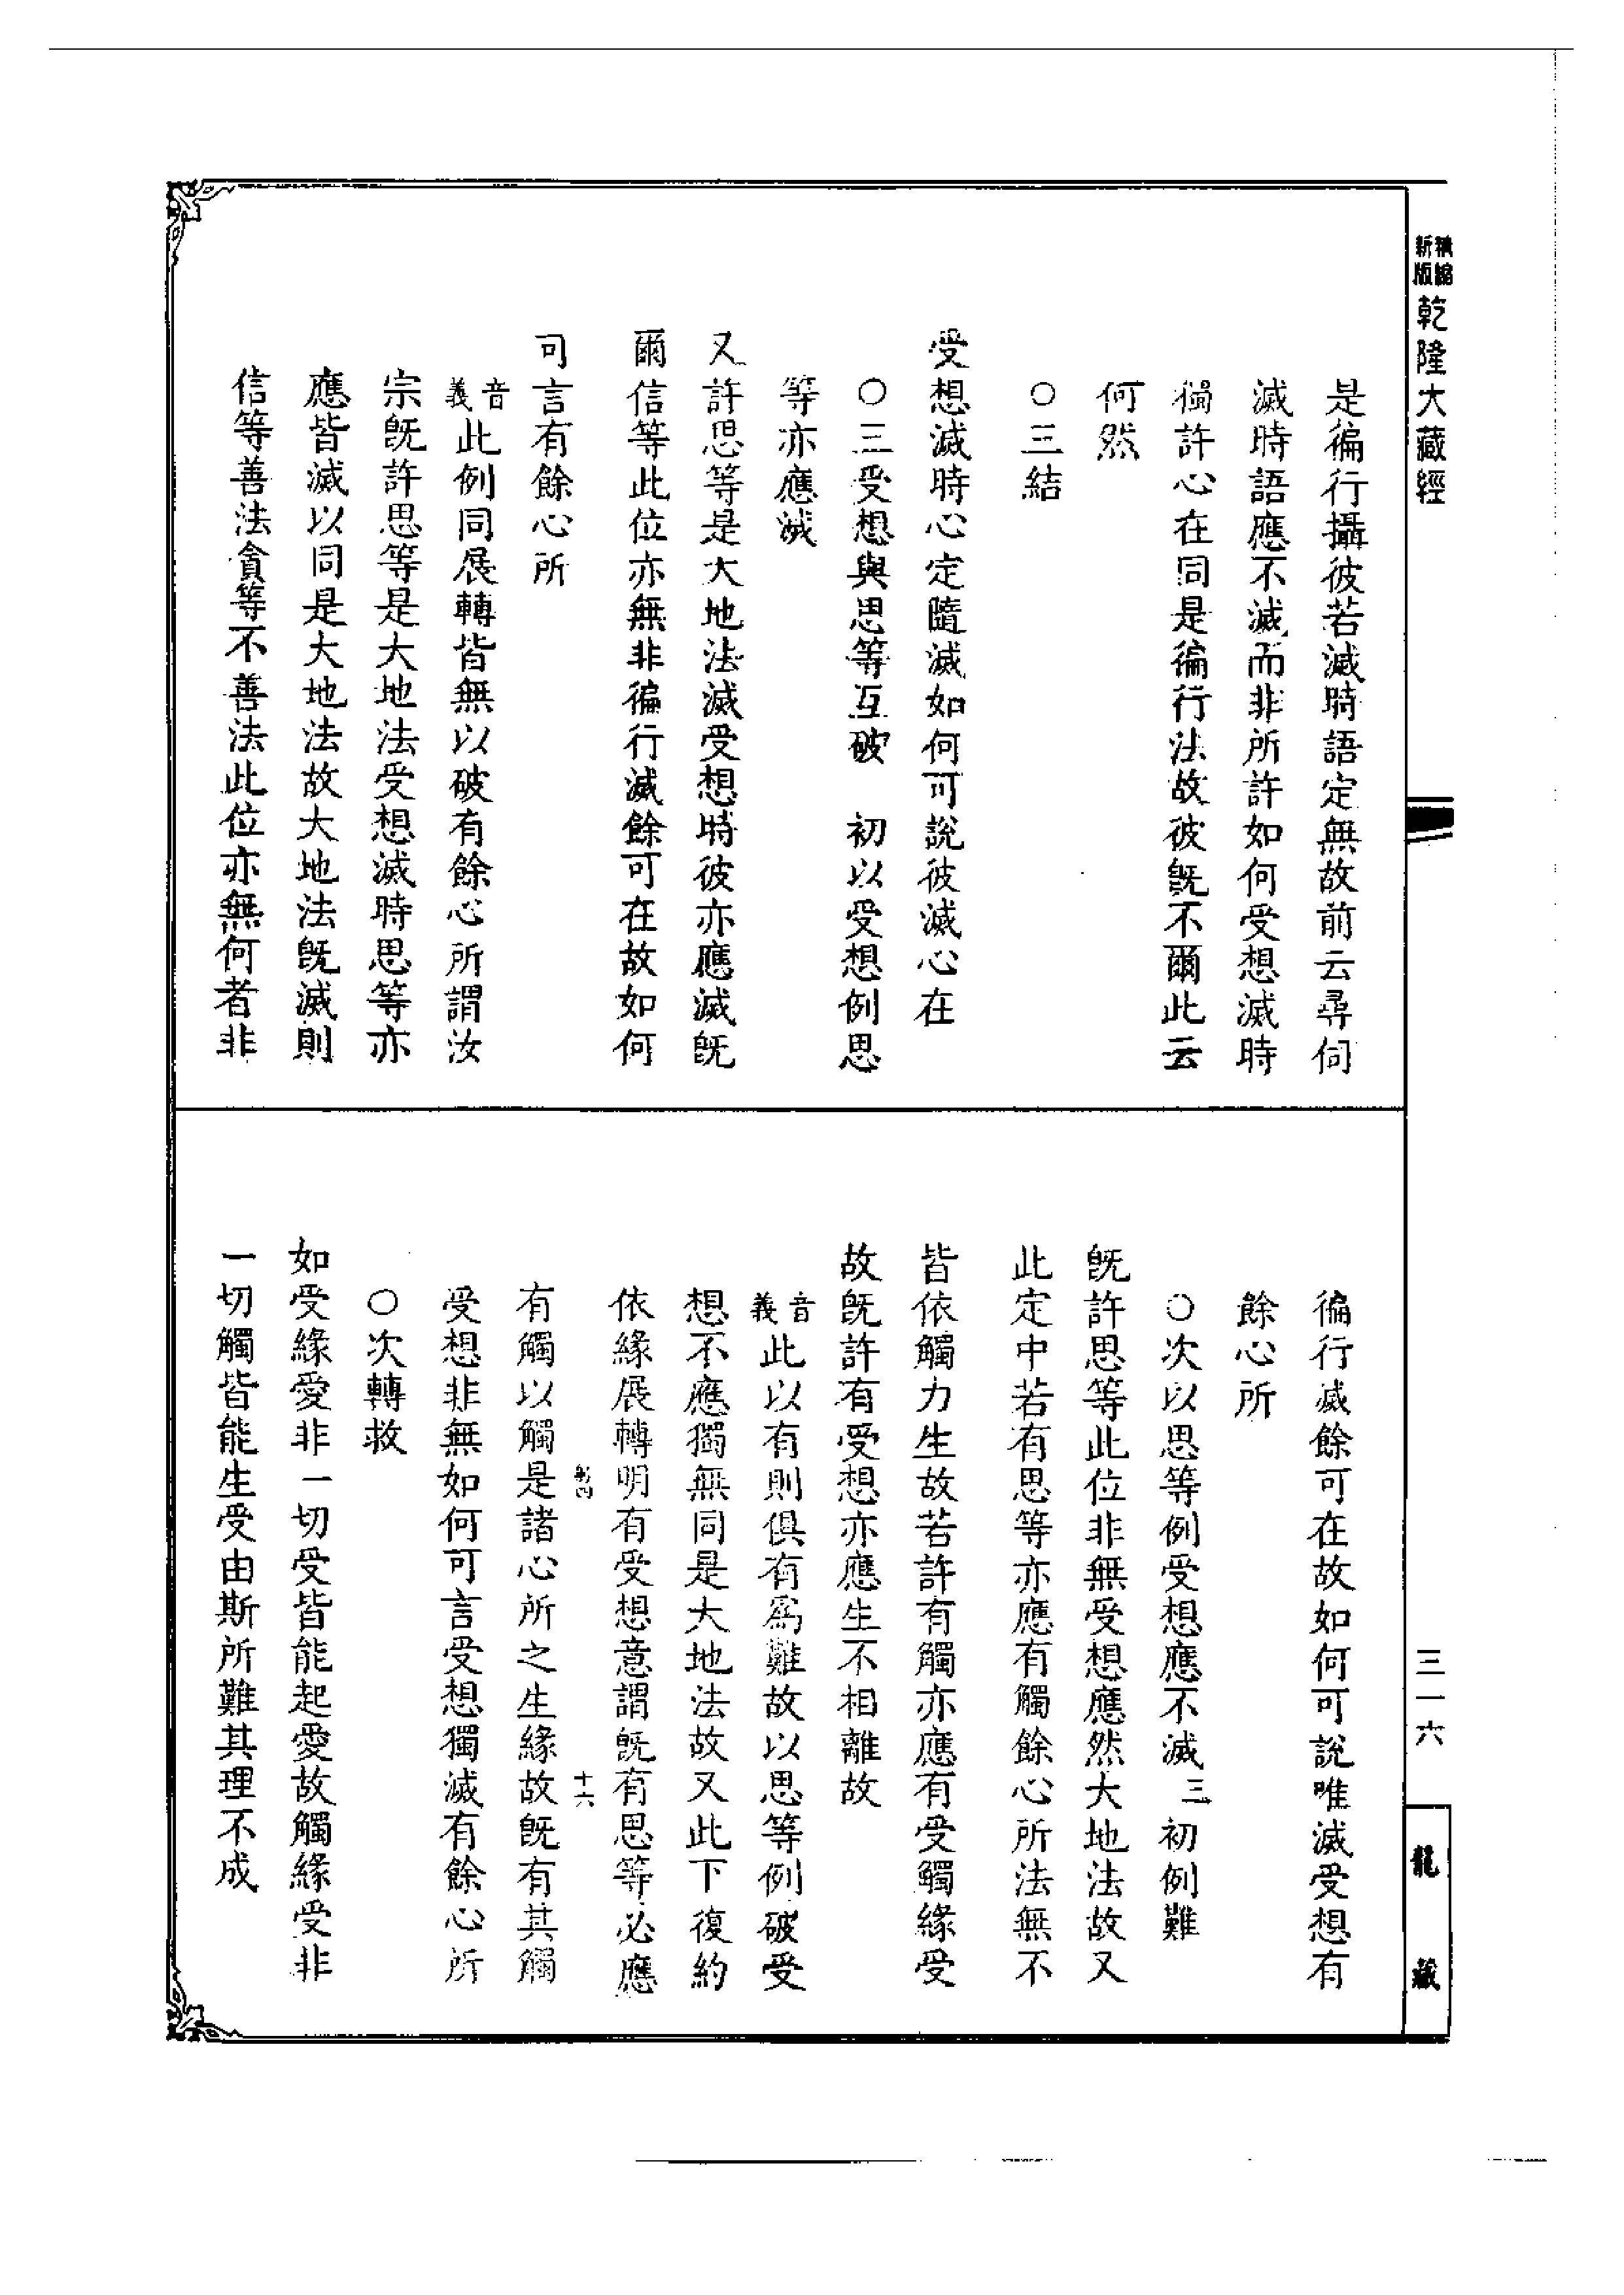 精縮
新版
乾隆大藏經
是徧行攝彼若滅時語定無故前云尋伺
滅時語應不滅而非所許如何受想滅時
獨許心在同是徧行法故彼旣不爾此云
何然
○三結
受想滅時心定隨滅如何可說彼滅心在
○三受想與思等互破　初以受想例思
等亦應滅
又許思等是大地法滅受想時彼亦應滅旣
爾信等此位亦無非徧行滅餘可在故如何
可言有餘心所
音義此例同展轉皆無以破有餘心所謂汝
宗旣許思等是大地法受想滅時思等亦
應皆滅以同是大地法故大地法旣滅則
信等善法貪等不善法此位亦無何者非
徧行滅餘可在故如何可說唯滅受想有
餘心所
○次以思等例受想應不滅三初例難
旣許思等此位非無受想應然大地法故又
此定中若有思等亦應有觸餘心所法無不
皆依觸力生故若許有觸亦應有受觸緣受
故旣許有受想亦應生不相離故
音義此以有則俱有爲難故以思等例破受
想不應獨無同是大地法故又此下復約
依緣展轉明有受想意謂旣有思等必應
十六
有觸以觸是諸心所之生緣故旣有其觸
受想非無如何可言受想獨滅有餘心所
○次轉救
如受緣愛非一切受皆能起愛故觸緣受非
一切觸皆能生受由斯所難其理不成
三一六
龍藏